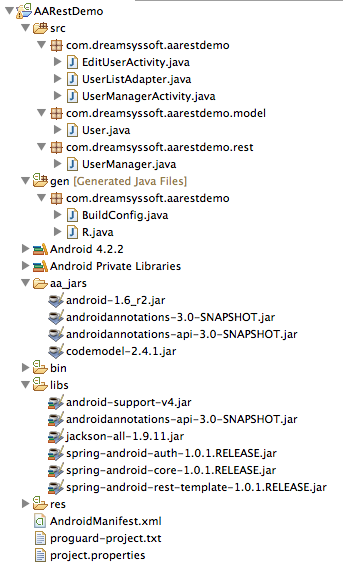 AARestDemo
src
com.dreamsyssoft.aarestdemo
EditUserActivity.java
UserListAdapter.java
UserManagerActivity.java
com.dreamsyssoft.aarestdemo.model
User.java
com.dreamsyssoft.aarestdemo.rest
UserManager.java
gen [Generated Java Files]
com.dreamsyssoft.aarestdemo
BuildConfig.java
R.java
Android 4.2.2
Android Private Libraries
aa_jars
android-1.6_r2.jar
androidannotations-3.0-SNAPSHOT.jar
androidannotations-api-3.0-SNAPSHOT.jar
codemodel-2.4.1.jar
bin
libs
android-support-v4.jar
androidannotations-api-3.0-SNAPSHOT.jar
jackson-all-1.9.11.jar
spring-android-auth-1.0.1.RELEASE.jar
spring-android-core-1.0.1.RELEASE.jar
spring-android-rest-template-1.0.1.RELEASE.jar
res
AndroidManifest.xml
proguard-project.txt
project.properties